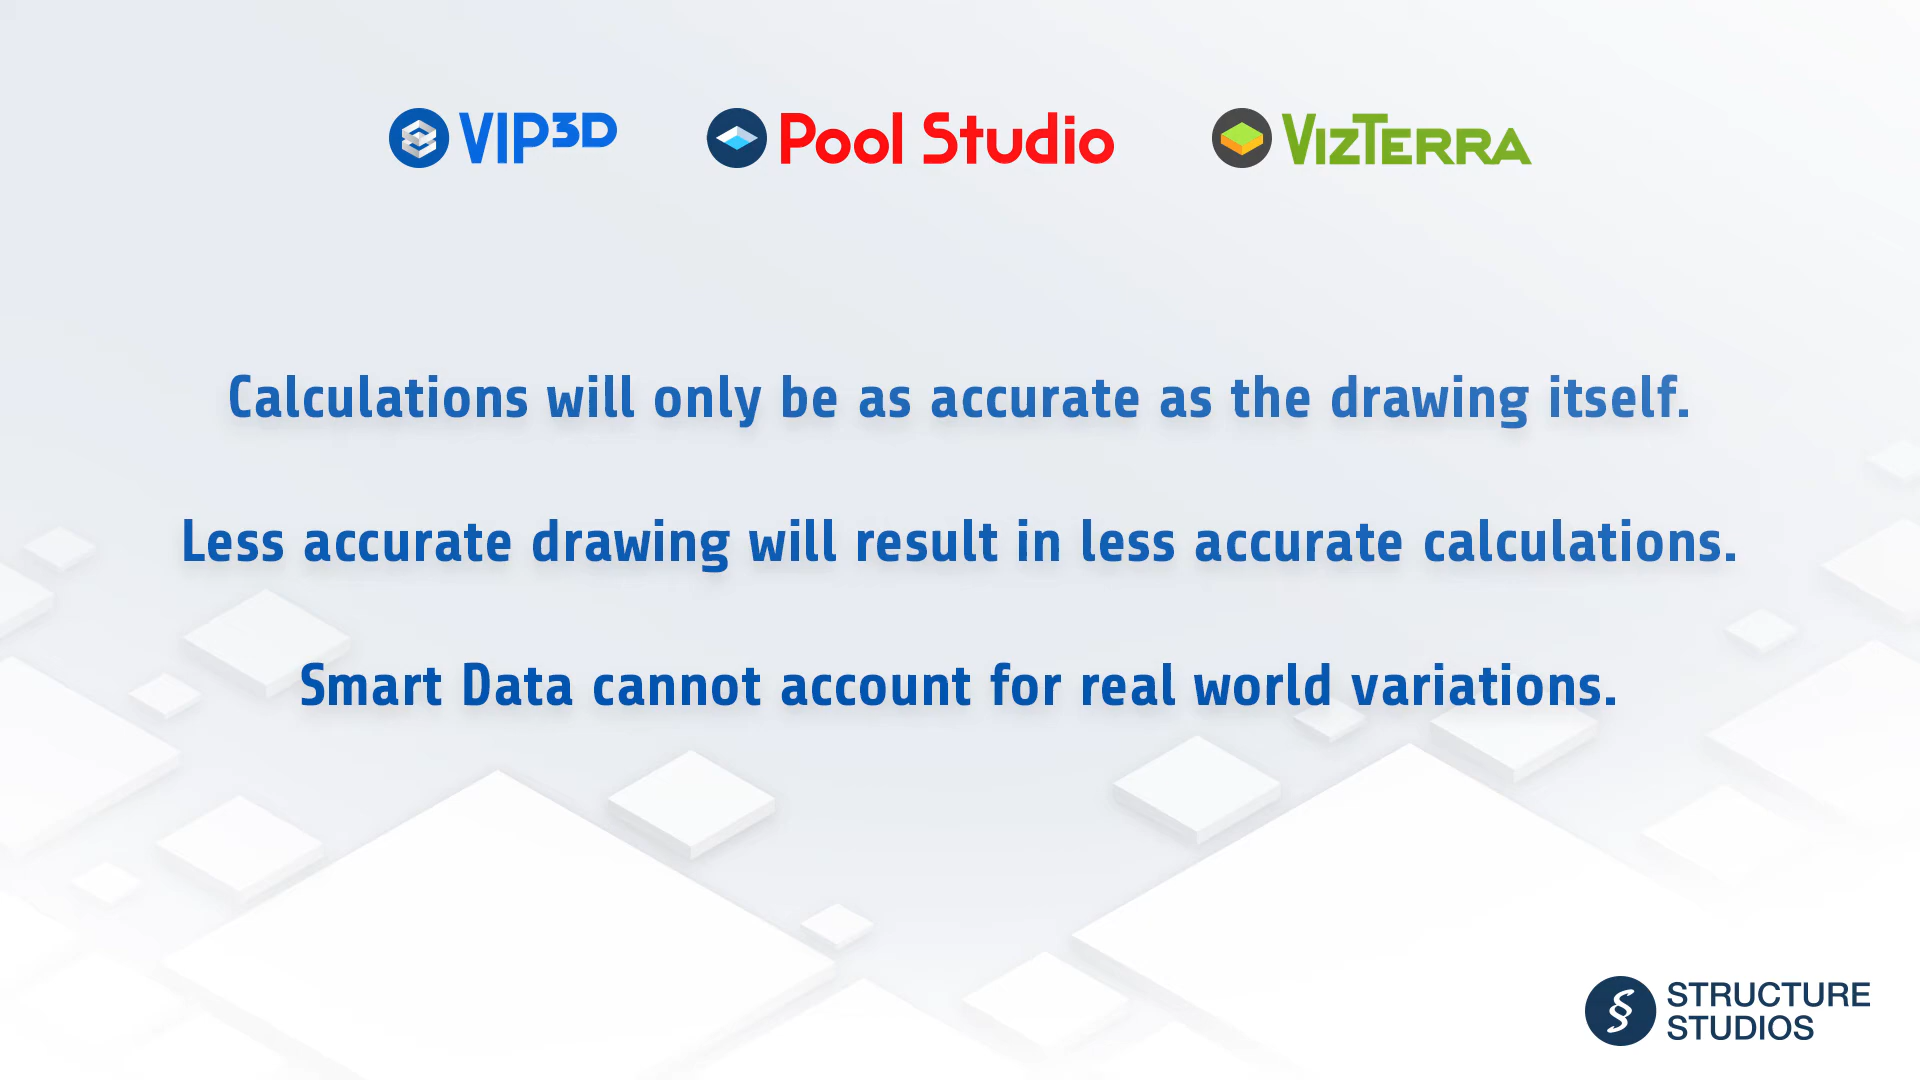 VIP3D Pool Studio VIZTERRA
Calculations will only be as accurate as the drawing itself.
Less accurate drawing will result in less accurate calculations.
Smart Data cannot account for real world variations.
STRUCTURE
STUDIOS